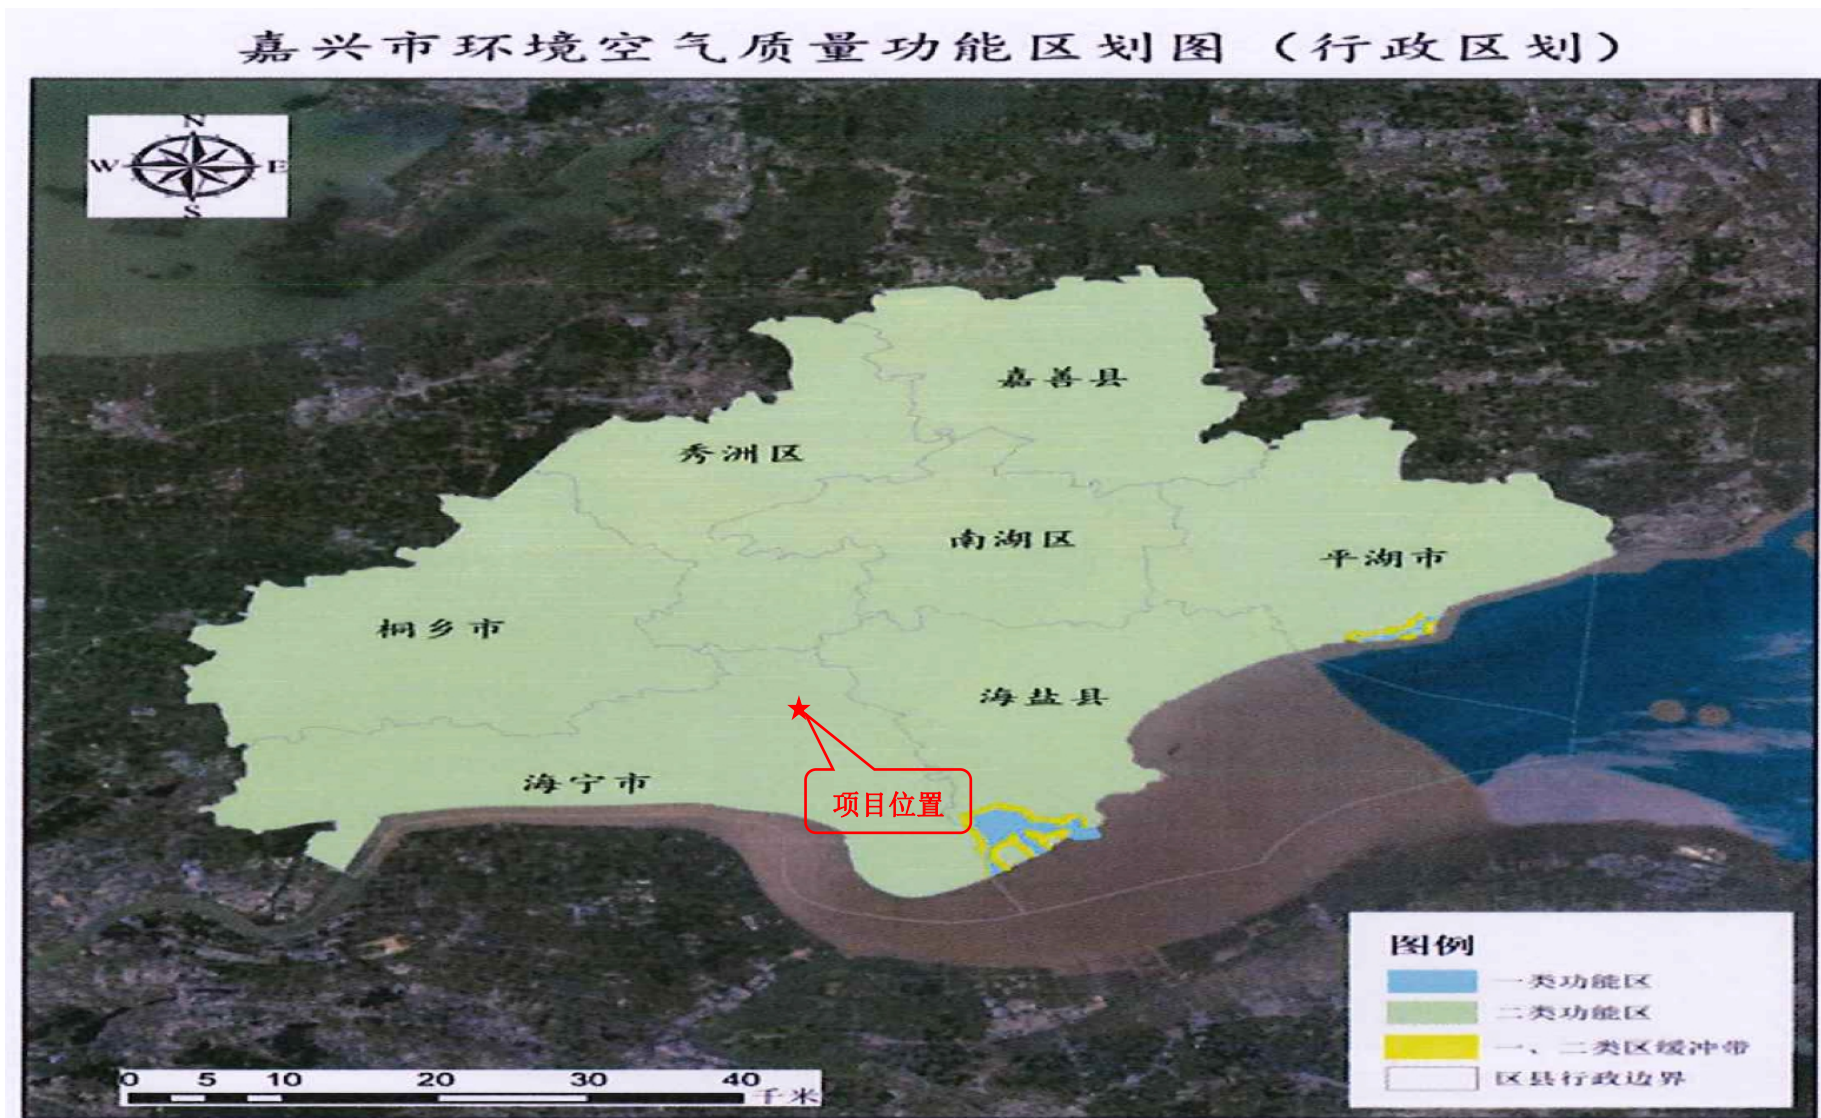 嘉兴市环境空气质量功能区划图（行政区划）
N
W E
S
嘉善县
秀洲区
南湖区
平湖市
桐乡市
海盐县
海宁市
项目位置
图例
一类功能区
二类功能区
一、二类区缓冲带
区县行政边界
0 5 10 20 30 40
千米